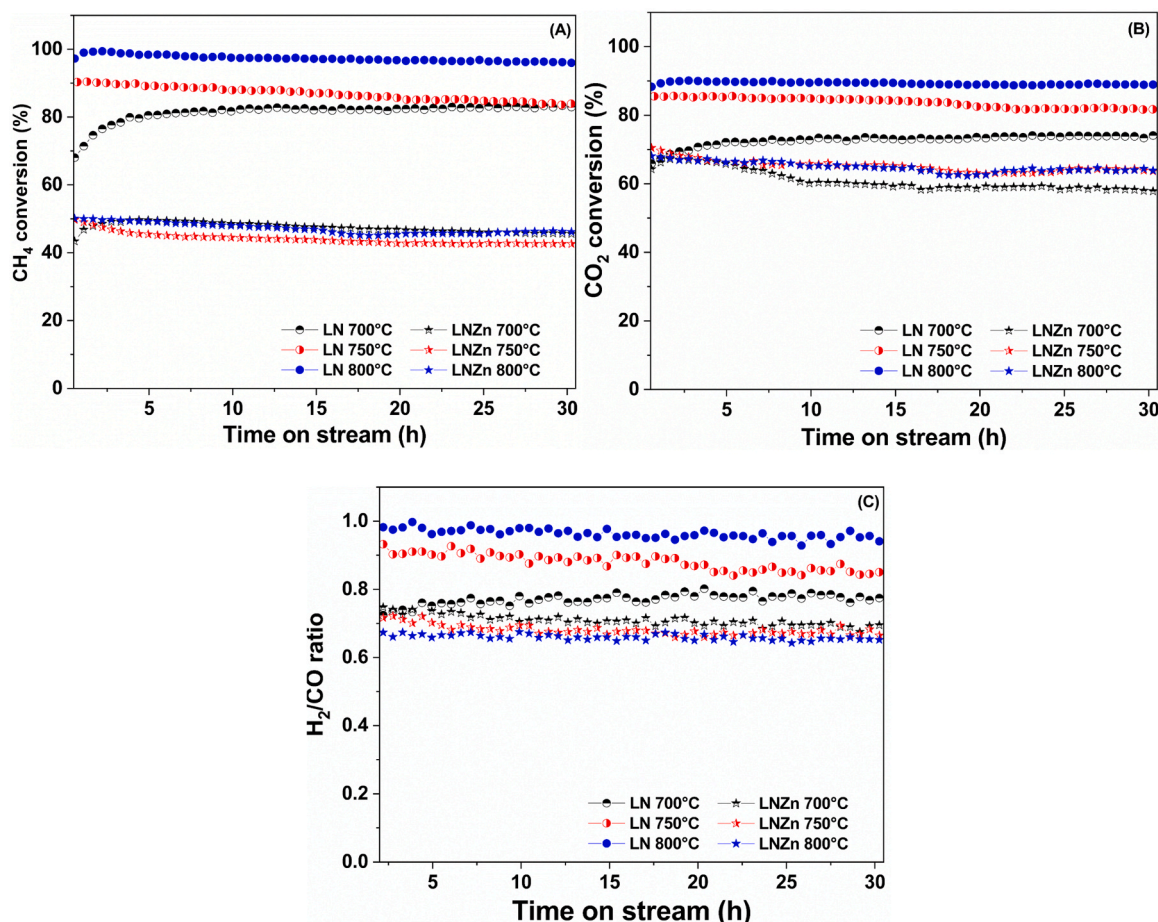 (A)
CH4 conversion (%)
100
80
60
40
20
0
LN 700°C LNZn 700°C
LN 750°C LNZn 750°C
LN 800°C LNZn 800°C
5 10 15 20 25 30
Time on stream (h)
(B)
CO2 conversion (%)
100
80
60
40
20
0
LN 700°C LNZn 700°C
LN 750°C LNZn 750°C
LN 800°C LNZn 800°C
5 10 15 20 25 30
Time on stream (h)
(C)
H2/CO ratio
1.0
0.8
0.6
0.4
0.2
0.0
LN 700°C LNZn 700°C
LN 750°C LNZn 750°C
LN 800°C LNZn 800°C
5 10 15 20 25 30
Time on stream (h)